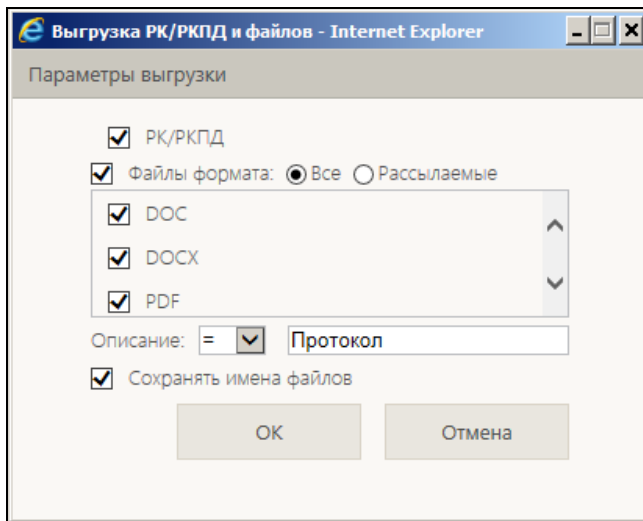 Выгрузка РК/РКПД и файлов - Internet Explorer
Параметры выгрузки
РК/РКПД
Файлы формата: Все Рассылаемые
DOC
DOCX
PDF
Описание: = Протокол
Сохранять имена файлов
ОК Отмена